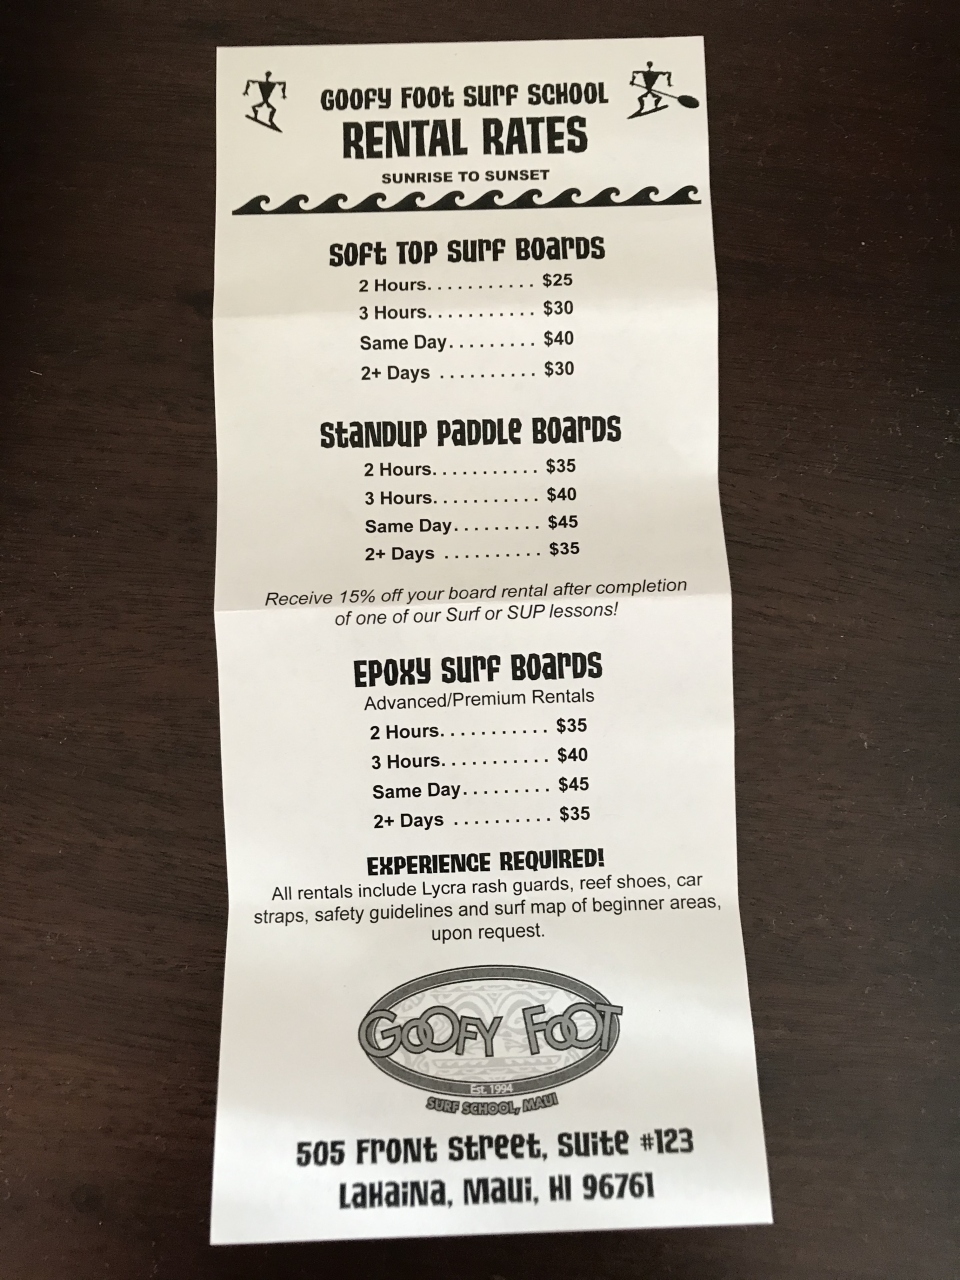 GOOFY FOOT SURF SCHOOL
RENTAL RATES
SUNRISE TO SUNSET
SOFT TOP SURF BOARDS
2 Hours........... $25
3 Hours........... $30
Same Day......... $40
2+ Days .......... $30
STANDUP PADDLE BOARDS
2 Hours........... $35
3 Hours........... $40
Same Day......... $45
2+ Days .......... $35
Receive 15% off your board rental after completion
of one of our Surf or SUP lessons!
EPOXY SURF BOARDS
Advanced/Premium Rentals
2 Hours........... $35
3 Hours........... $40
Same Day......... $45
2+ Days .......... $35
EXPERIENCE REQUIRED!
All rentals include Lycra rash guards, reef shoes, car
straps, safety guidelines and surf map of beginner areas,
upon request.
GOOFY FOOT
Est. 1994
SURF SCHOOL, MAUI
505 Front Street, Suite #123
Lahaina, Maui, HI 96761